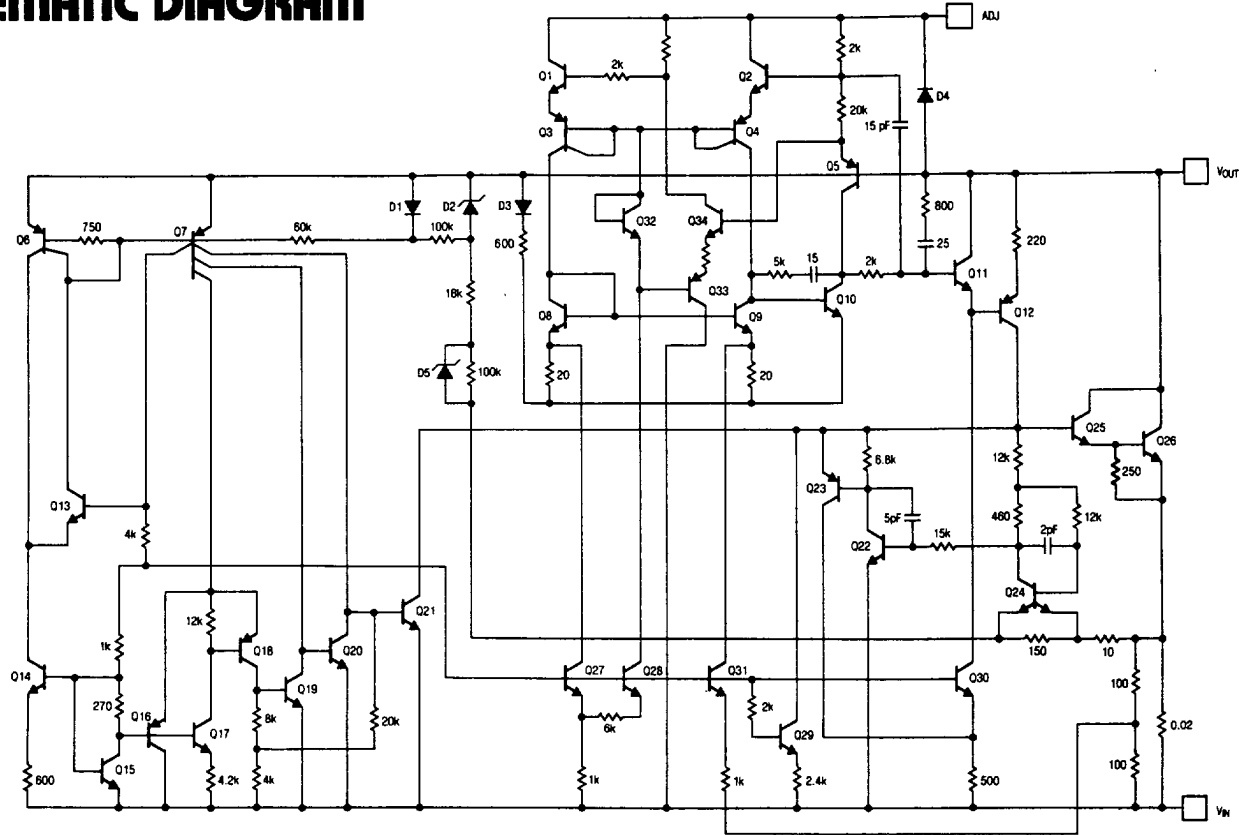 EMATIC DIAGRAM
ADJ
Q1
2k
Q2
2k
20k
15 pF
D4
Q3
Q4
Q5
VOUT
Q6
750
Q7
60k
D1
D2
100k
D3
600
Q32
Q34
800
25
220
18k
5k
15
2k
Q11
Q8
Q33
Q9
Q10
Q12
D5
100k
20
20
Q25
Q26
12k
250
6.8k
Q23
Q13
4k
5pF
15k
460
12k
2pF
Q22
Q24
150
10
1k
12k
Q18
Q20
Q21
Q14
Q27
Q28
Q31
Q30
100
270
Q16
Q17
8k
Q19
20k
2k
6k
Q29
0.02
600
Q15
4.2k
4k
1k
1k
2.4k
500
100
VIN